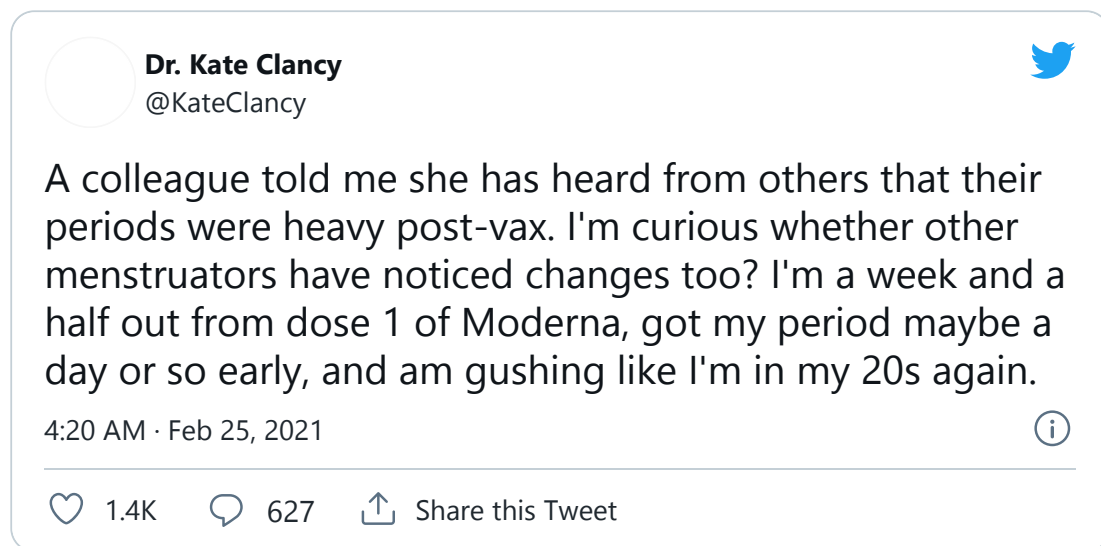 Dr. Kate Clancy
@KateClancy
A colleague told me she has heard from others that their
periods were heavy post-vax. I'm curious whether other
menstruators have noticed changes too? I'm a week and a
half out from dose 1 of Moderna, got my period maybe a
day or so early, and am gushing like I'm in my 20s again.
4:20 AM · Feb 25, 2021
1.4K 627 Share this Tweet